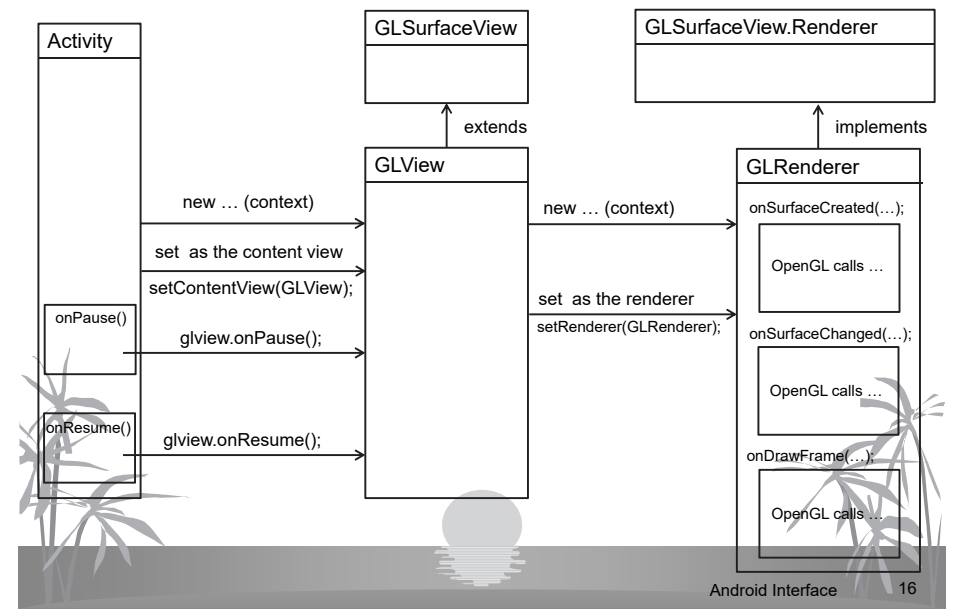 Activity
GLSurfaceView
GLSurfaceView.Renderer
extends
implements
GLView
GLRenderer
new … (context)
new … (context)
onSurfaceCreated(…);
OpenGL calls …
set as the content view
setContentView(GLView);
set as the renderer
setRenderer(GLRenderer);
onPause()
glview.onPause();
onSurfaceChanged(…);
OpenGL calls …
onResume()
glview.onResume();
onDrawFrame(…);
OpenGL calls …
Android Interface 16